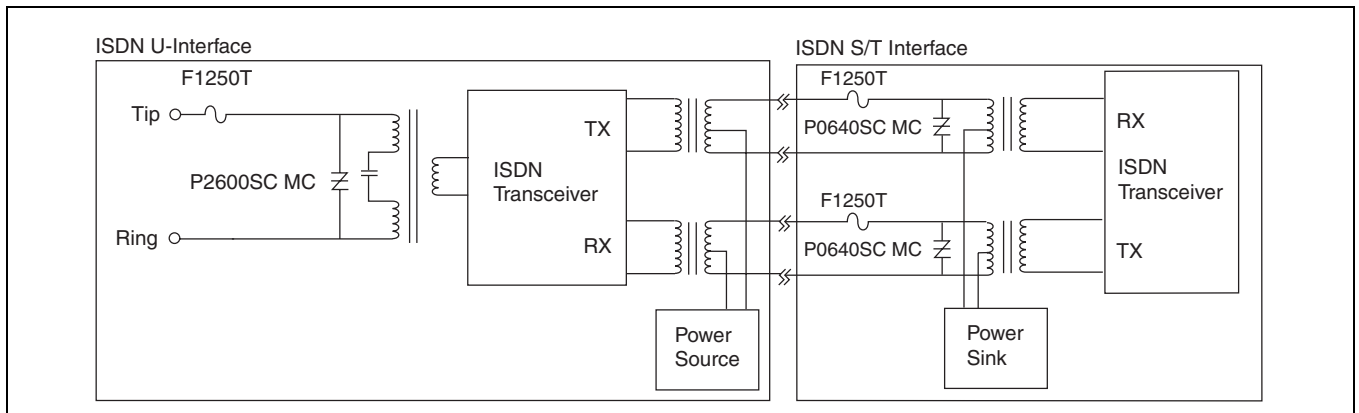 ISDN U-Interface
F1250T
Tip
P2600SC MC
Ring
TX
ISDN
Transceiver
RX
Power
Source
ISDN S/T Interface
F1250T
P0640SC MC
F1250T
P0640SC MC
RX
ISDN
Transceiver
TX
Power
Sink